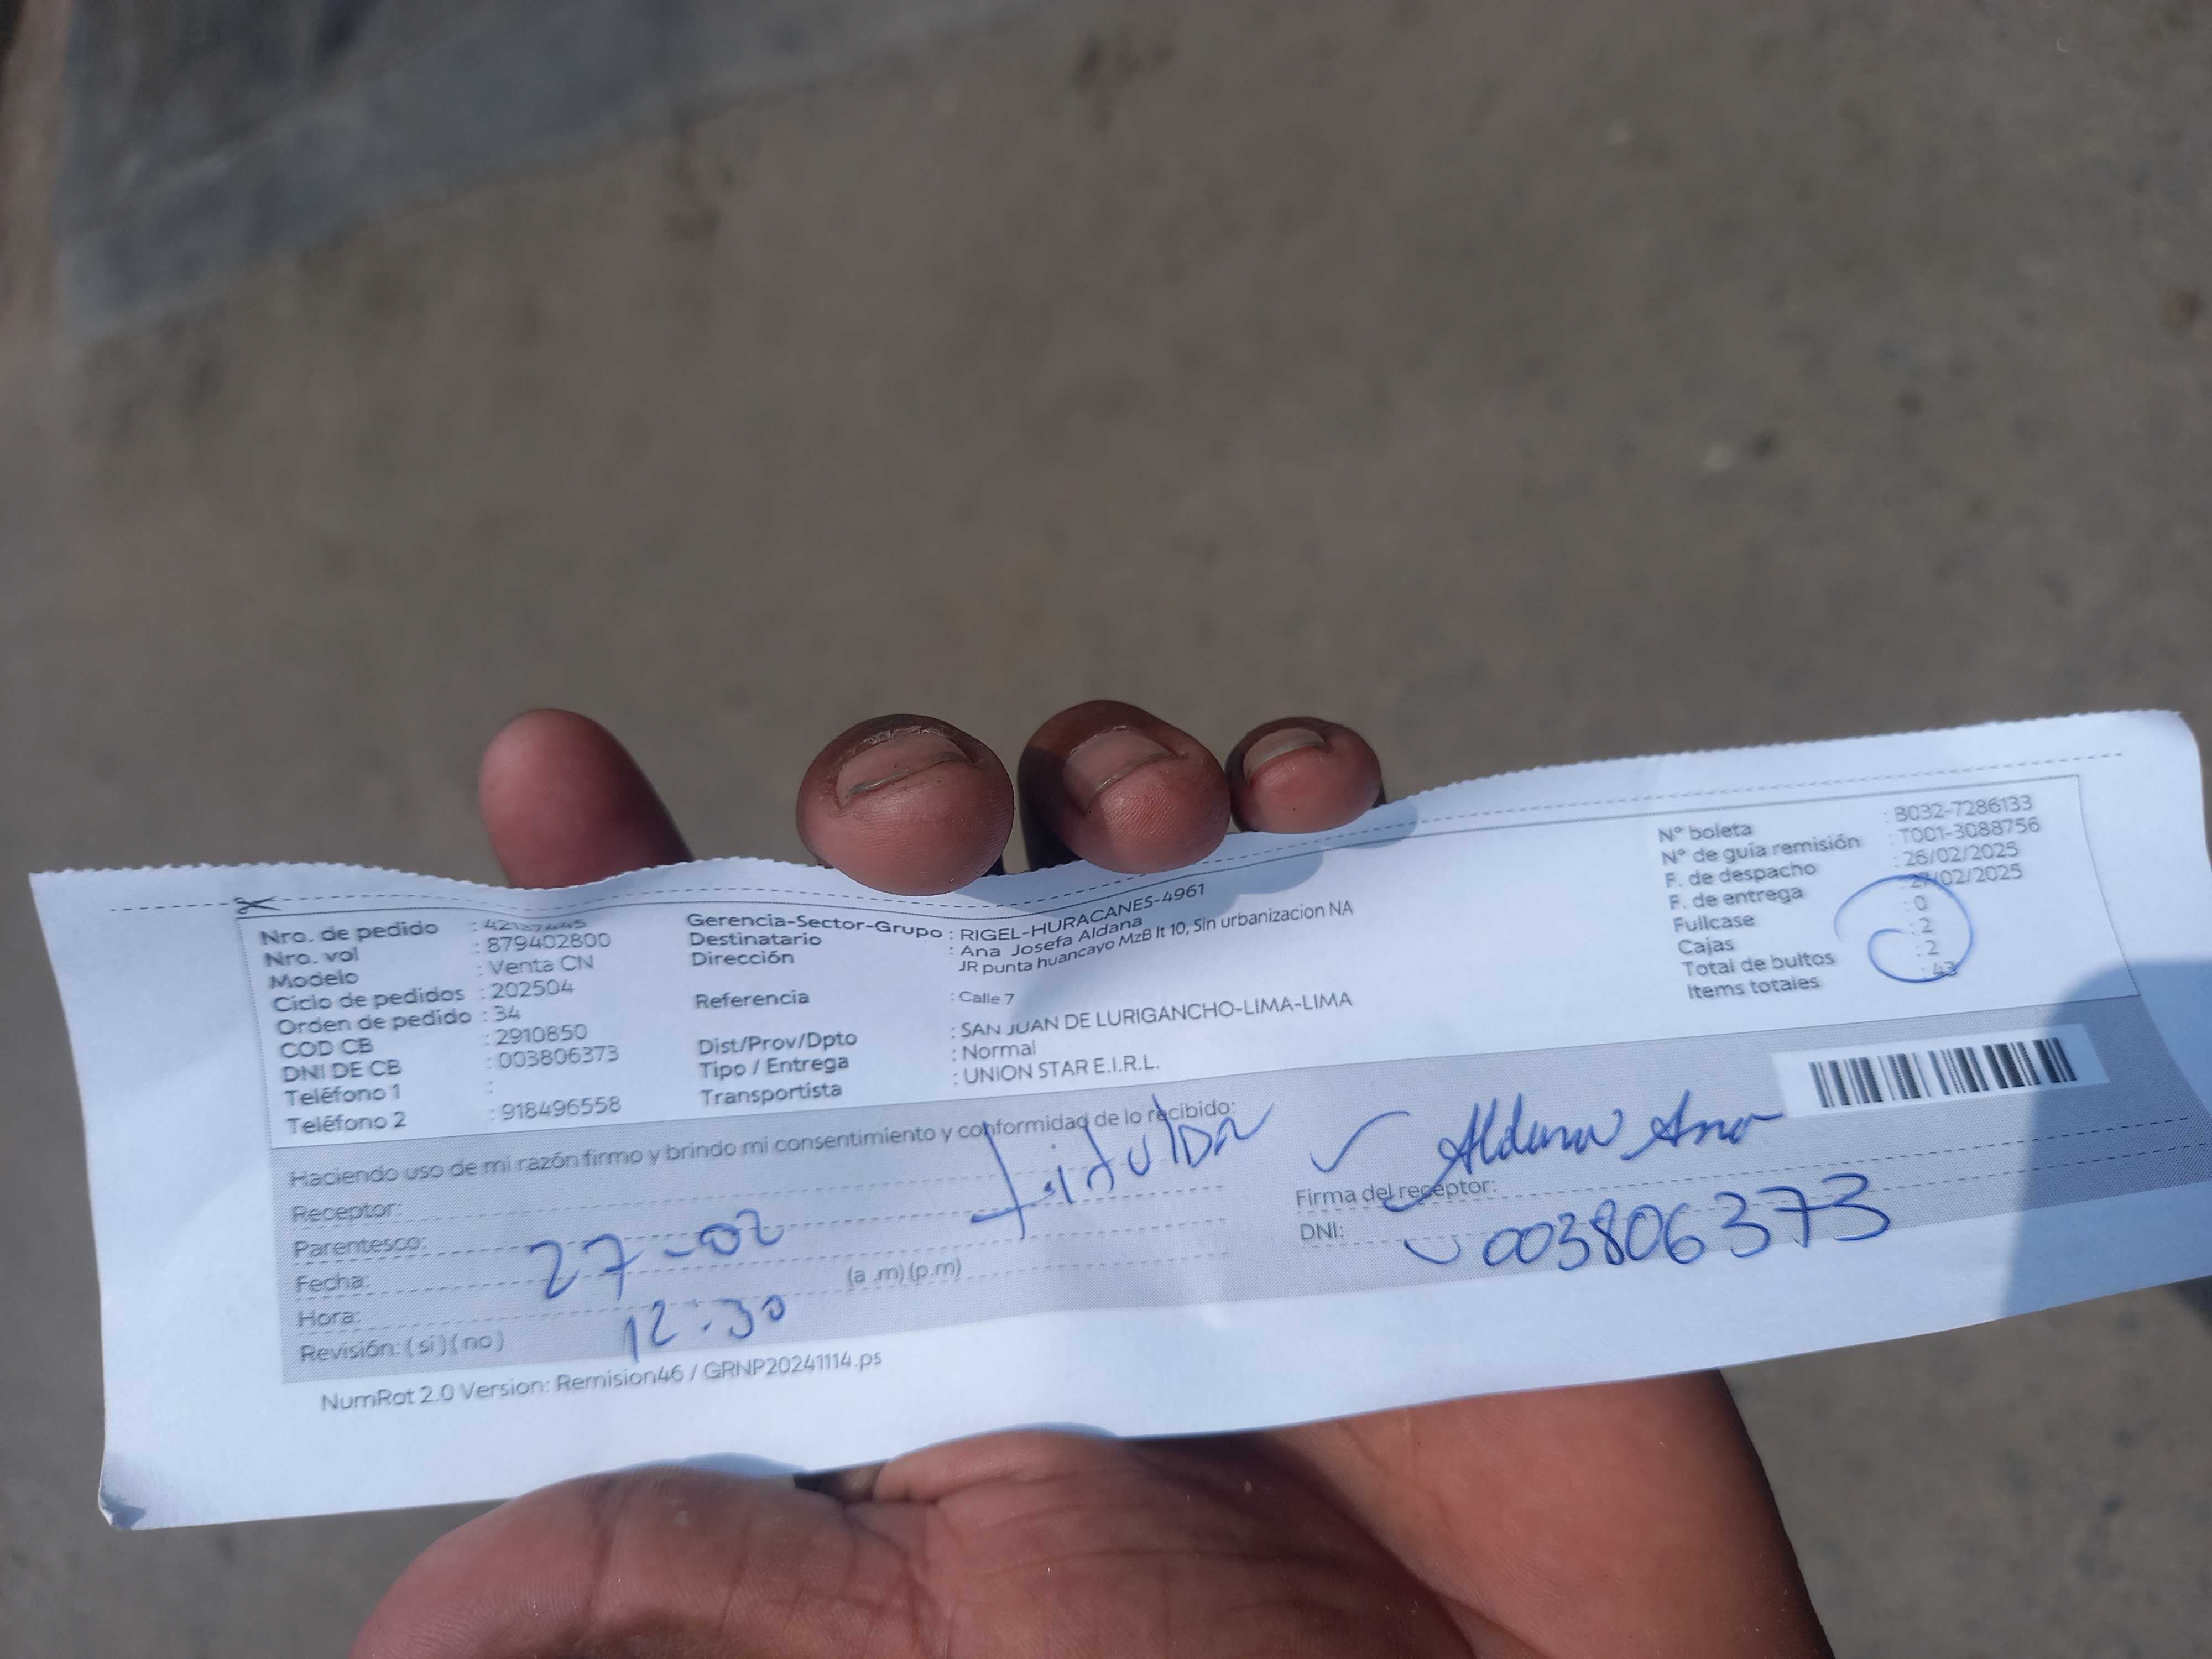 Nro. de pedido
Nro. vol : 879402800
Modelo : Venta CN
Ciclo de pedidos : 202504
Orden de pedido : 34
COD CB : 2910850
DNI DE CB : 003806373
Teléfono 1 :
Teléfono 2 : 918496558
Gerencia-Sector-Grupo : RIGEL-HURACANES-4961
Destinatario : Ana Josefa Aldana
Dirección JR punta huancayo MzB lt 10, Sin urbanizacion NA
Referencia : Calle 7
Dist/Prov/Dpto : SAN JUAN DE LURIGANCHO-LIMA-LIMA
Tipo / Entrega : Normal
Transportista : UNION STAR E.I.R.L.
N° boleta : B032-7286133
N° de guía remisión : T001-3088756
F. de despacho : 26/02/2025
F. de entrega : 27/02/2025
Fullcase : 0
Cajas : 2
Total de bultos : 2
Items totales : 43
Haciendo uso de mi razón firmo y brindo mi consentimiento y conformidad de lo recibido:
Receptor:
Parentesco: titular
Fecha: 27-02
Hora: 12:30 (a .m) (p.m)
Revisión: ( si ) ( no )
Aldana Ana
Firma del receptor:
DNI: 003806373
NumRot 2.0 Version: Remision46 / GRNP20241114.ps